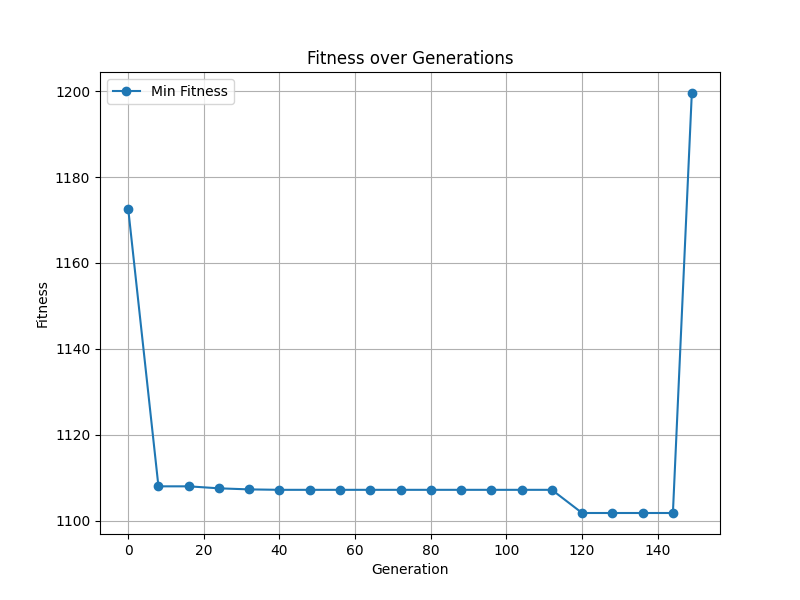 Fitness over Generations
Min Fitness
1200
1180
1160
1140
1120
1100
Fitness
0 20 40 60 80 100 120 140
Generation